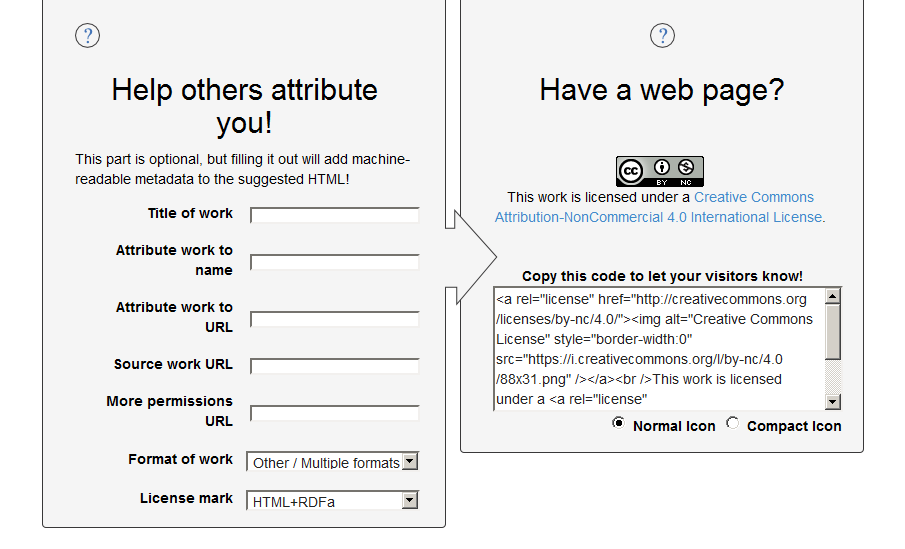 ?
Help others attribute
you!
This part is optional, but filling it out will add machine-
readable metadata to the suggested HTML!
Title of work
Attribute work to
name
Attribute work to
URL
Source work URL
More permissions
URL
Format of work
Other / Multiple formats
License mark
HTML+RDFa
?
Have a web page?
cc
BY NC
This work is licensed under a Creative Commons
Attribution-NonCommercial 4.0 International License.
Copy this code to let your visitors know!
<a rel="license" href="http://creativecommons.org
/licenses/by-nc/4.0/"><img alt="Creative Commons
License" style="border-width:0"
src="https://i.creativecommons.org/l/by-nc/4.0
/88x31.png" /></a><br />This work is licensed
under a <a rel="license"
Normal Icon Compact Icon